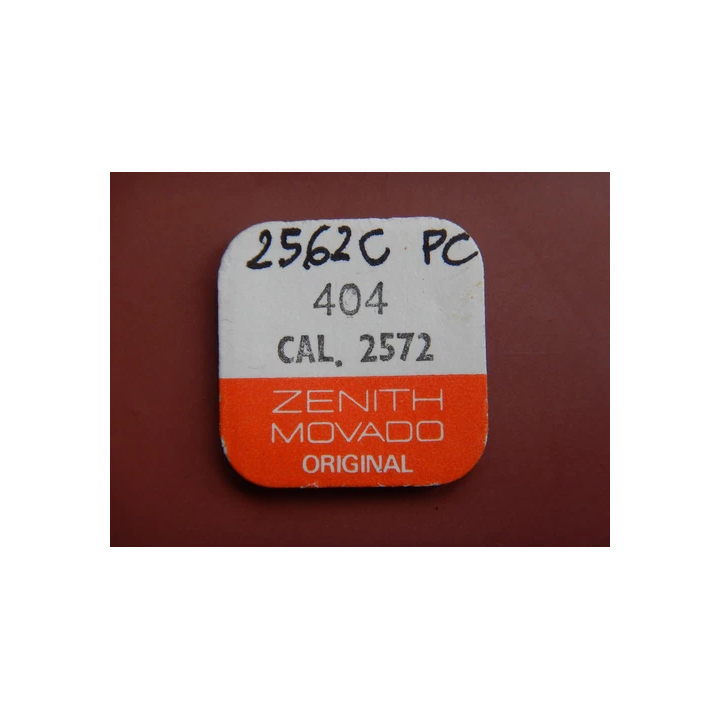 2562C PC
404
CAL. 2572
ZENITH
MOVADO
ORIGINAL